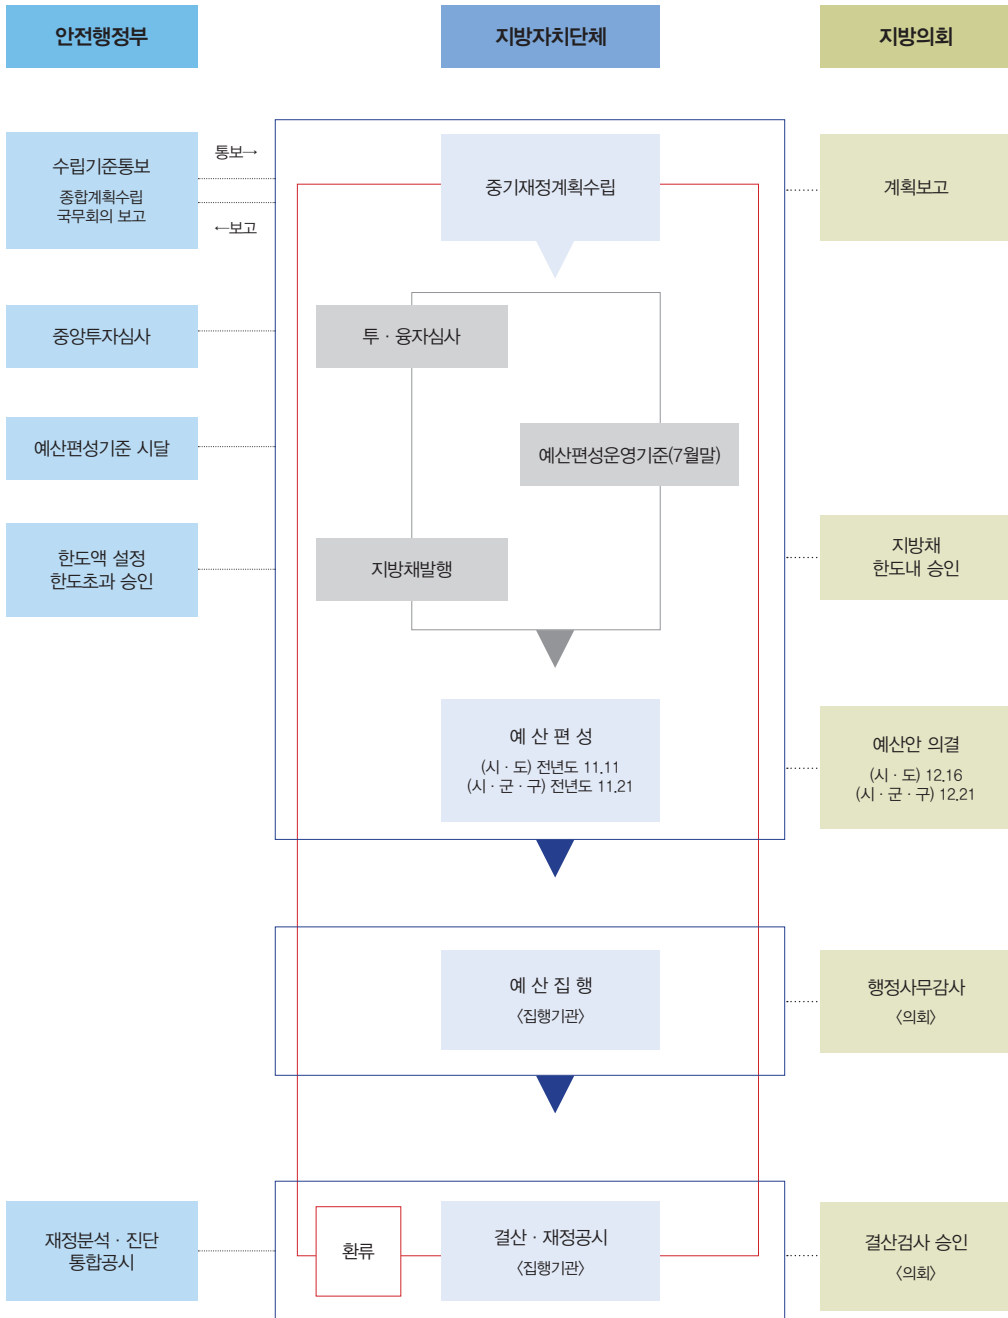 안전행정부
지방자치단체
지방의회
수립기준통보
종합계획수립
국무회의 보고
통보→
←보고
중기재정계획수립
계획보고
중앙투자심사
투 · 융자심사
예산편성기준 시달
예산편성운영기준(7월말)
한도액 설정
한도초과 승인
지방채발행
지방채
한도내 승인
예 산 편 성
(시 · 도) 전년도 11.11
(시 · 군 · 구) 전년도 11.21
예산안 의결
(시 · 도) 12.16
(시 · 군 · 구) 12.21
예 산 집 행
〈집행기관〉
행정사무감사
〈의회〉
재정분석 · 진단
통합공시
환류
결산 · 재정공시
〈집행기관〉
결산검사 승인
〈의회〉